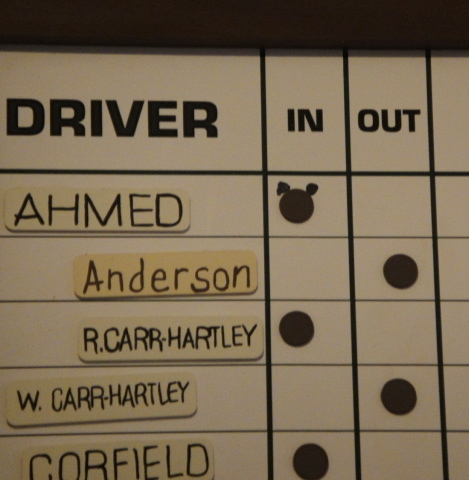 DRIVER IN OUT
AHMED
Anderson
R.CARR-HARTLEY
W. CARR-HARTLEY
CORFIELD